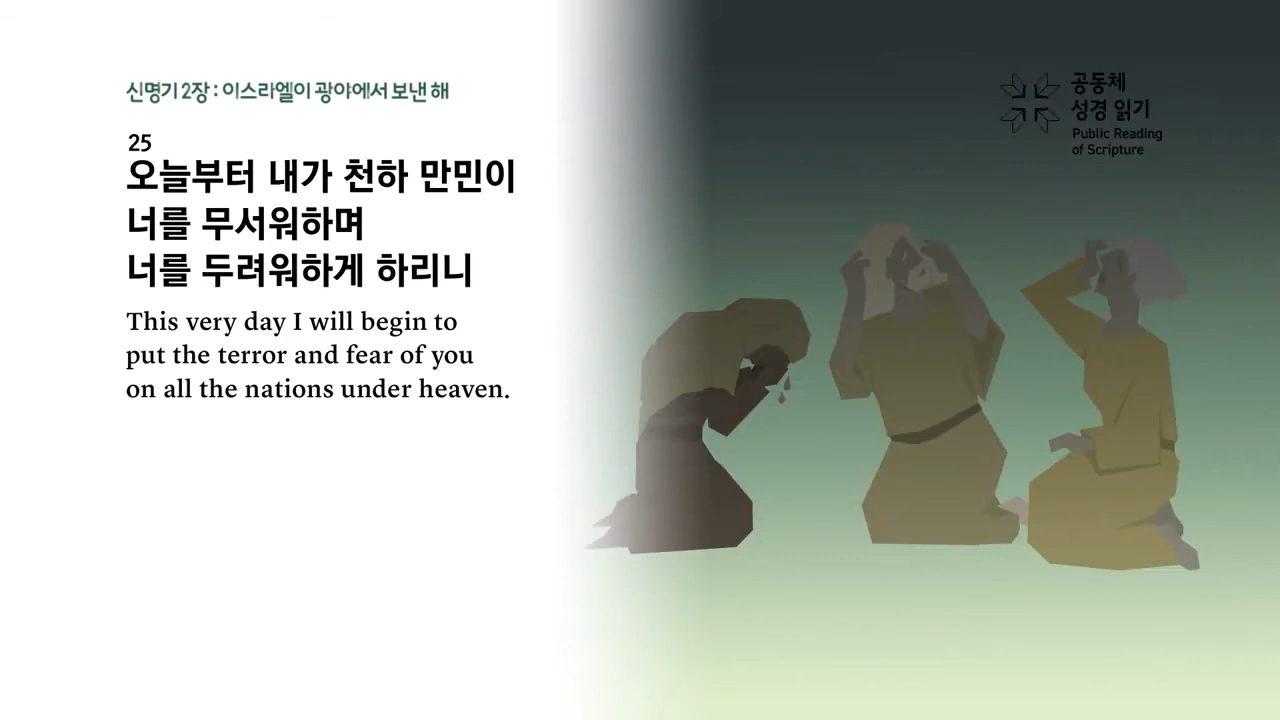 신명기 2장 : 이스라엘이 광야에서 보낸 해
25
오늘부터 내가 천하 만민이
너를 무서워하며
너를 두려워하게 하리니
This very day I will begin to
put the terror and fear of you
on all the nations under heaven.
공동체
성경 읽기
Public Reading
of Scripture